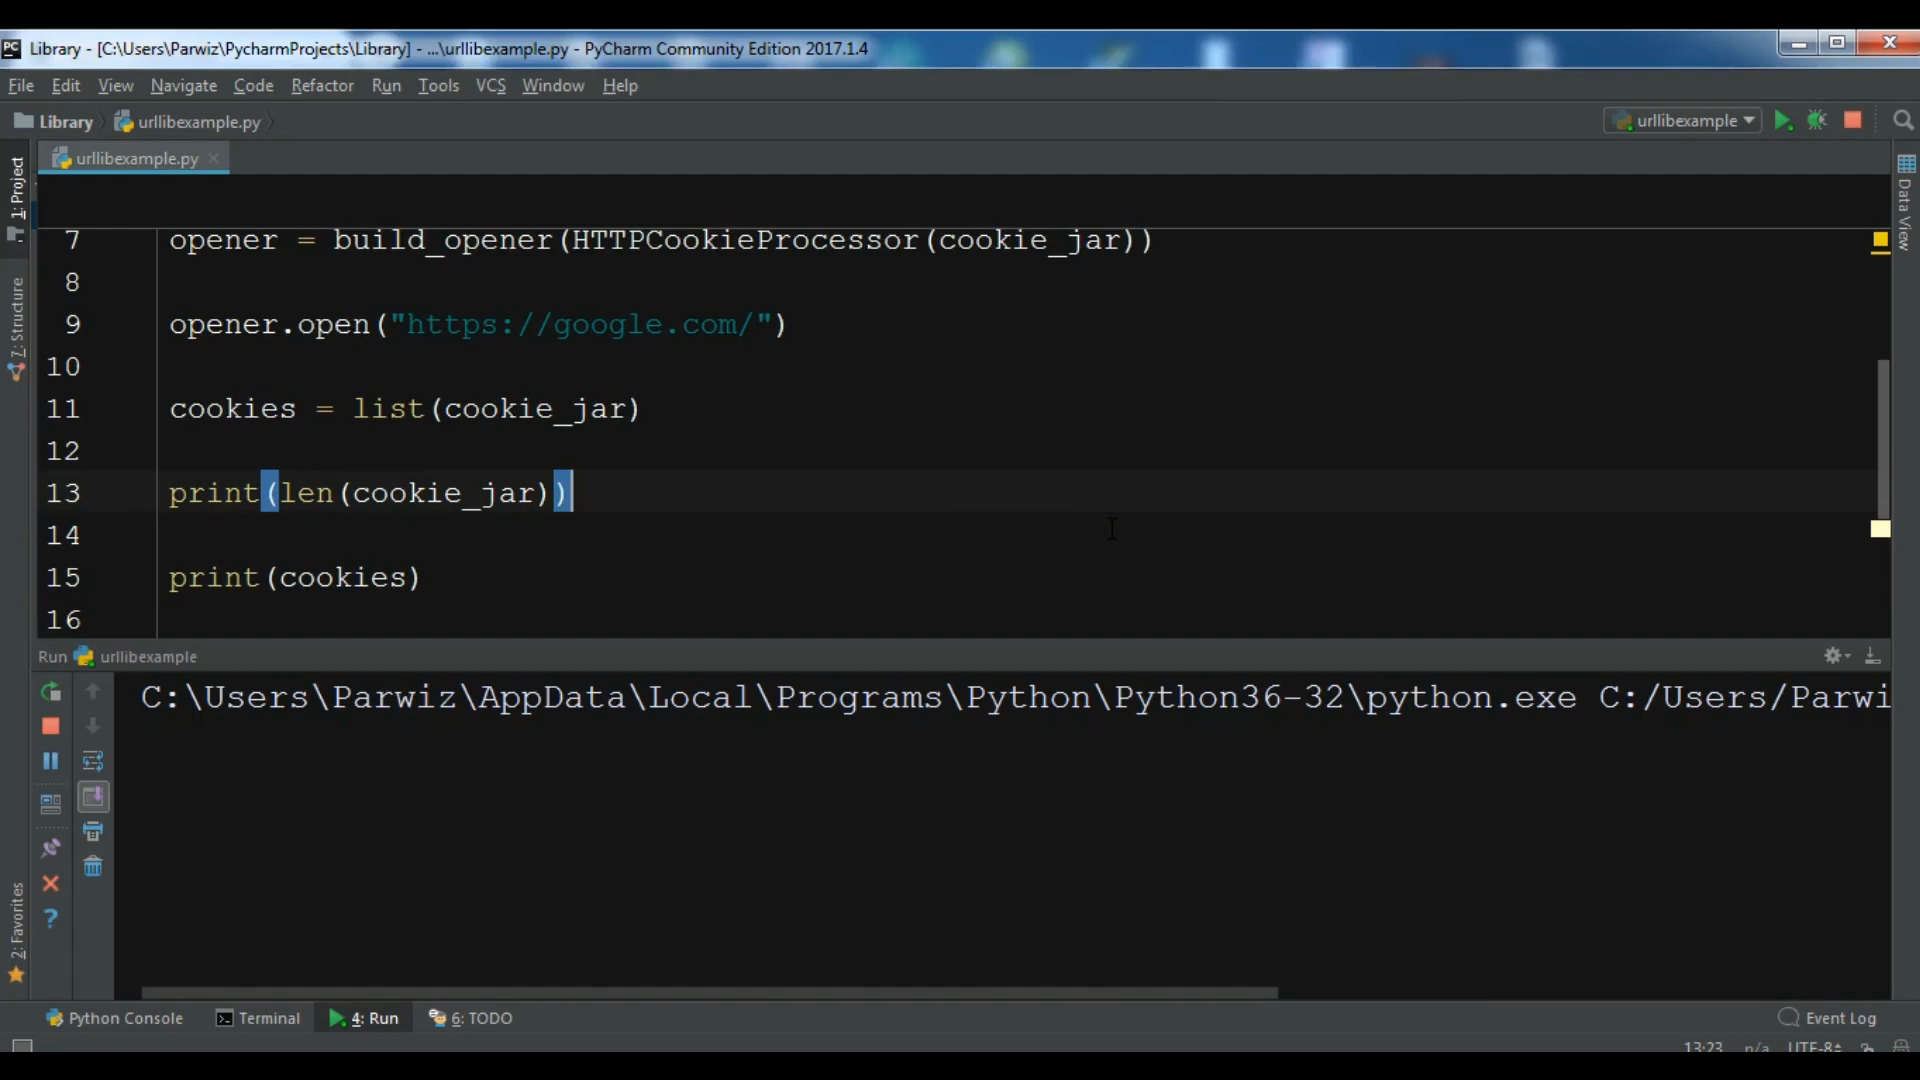 Library - [C:\Users\Parwiz\PycharmProjects\Library] - ...\urllibexample.py - PyCharm Community Edition 2017.1.4
File Edit View Navigate Code Refactor Run Tools VCS Window Help
Library urllibexample.py urllibexample
urllibexample.py
1: Project
7: Structure
2: Favorites
Data View
7 opener = build_opener(HTTPCookieProcessor(cookie_jar))
8
9 opener.open("https://google.com/")
10
11 cookies = list(cookie_jar)
12
13 print(len(cookie_jar))
14
15 print(cookies)
16
Run urllibexample
C:\Users\Parwiz\AppData\Local\Programs\Python\Python36-32\python.exe C:/Users/Parwi
Python Console Terminal 4: Run 6: TODO Event Log
13:23 n/a UTF-8